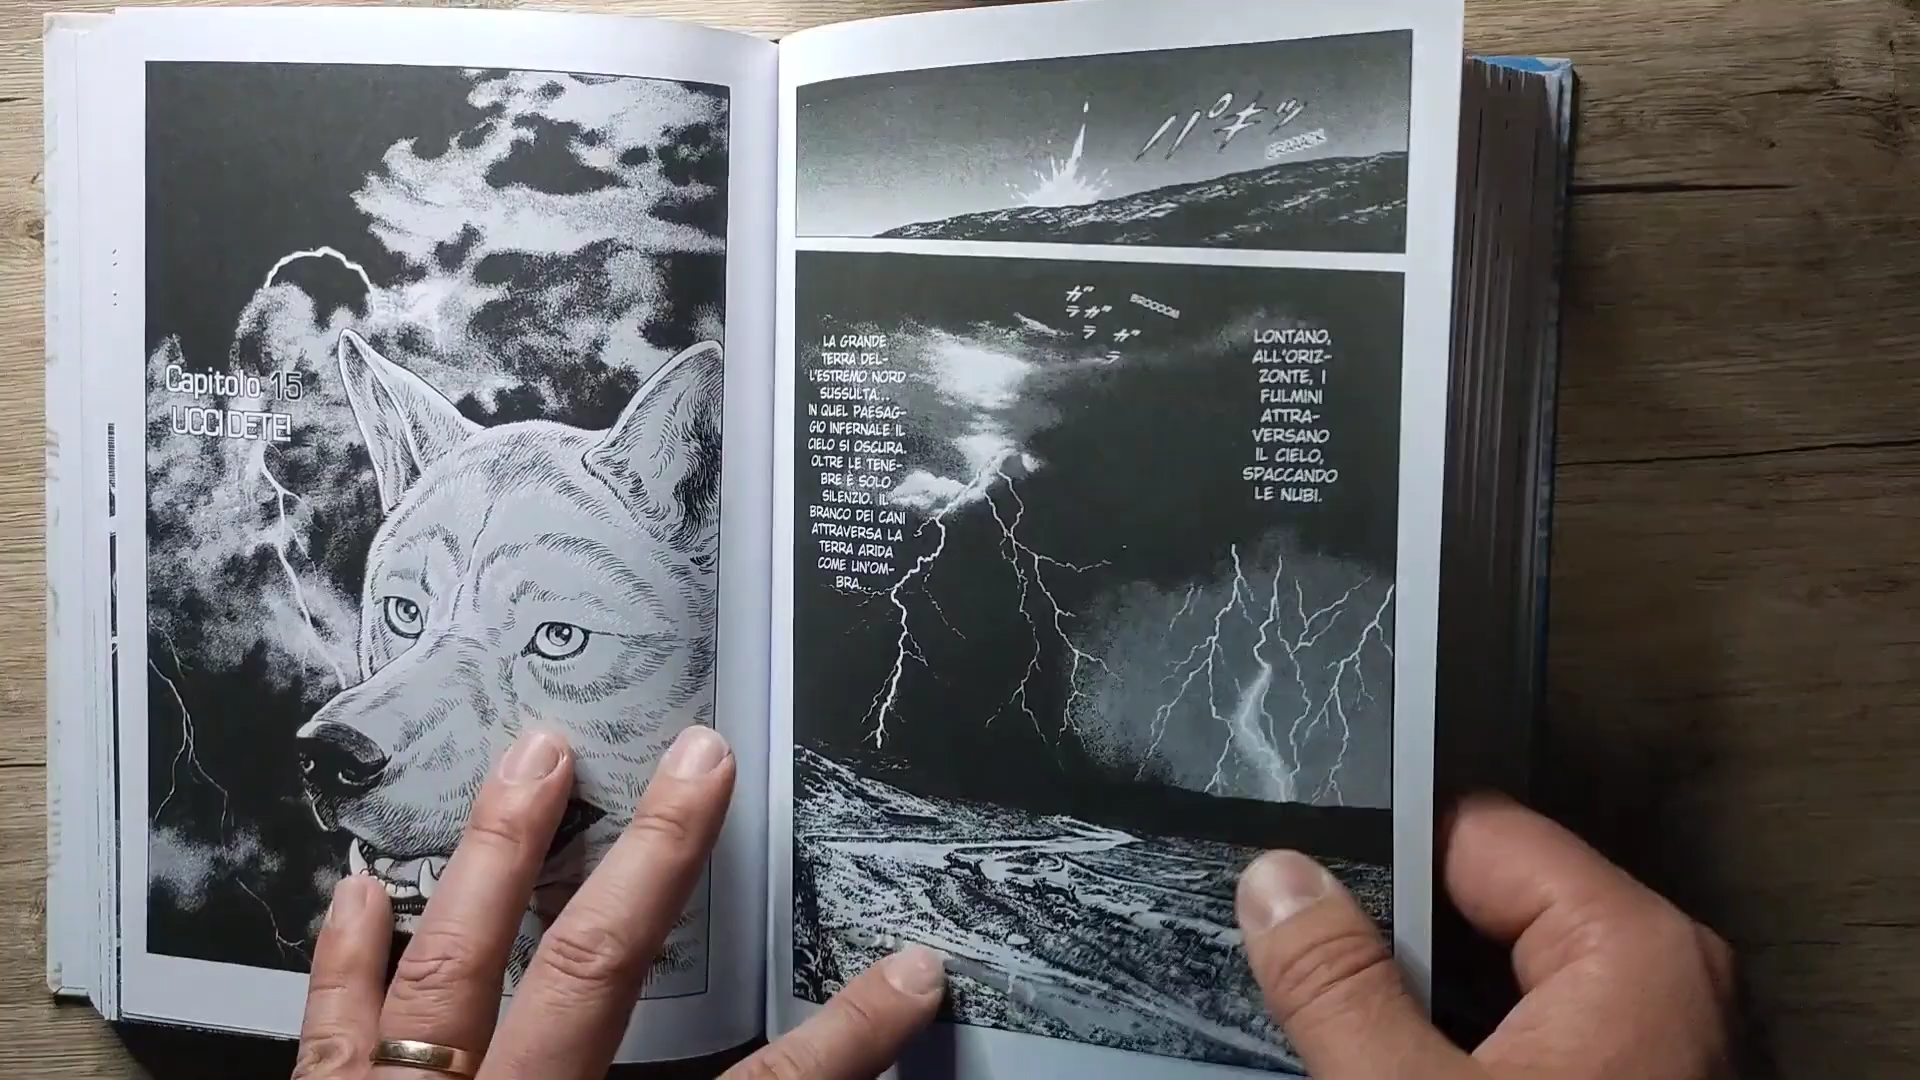 Capitolo 15
UCCIDETE!
パキッ
CRAAACK
ガ
ラガ
ラガ
ラ
BROOOOM
LONTANO,
ALL'ORIZ-
ZONTE, I
FULMINI
ATTRA-
VERSANO
IL CIELO,
SPACCANDO
LE NUBI.
LA GRANDE
TERRA DEL-
L'ESTREMO NORD
SUSSULTA...
IN QUEL PAESAG-
GIO INFERNALE IL
CIELO SI OSCURA.
OLTRE LE TENE-
BRE È SOLO
SILENZIO. IL
BRANCO DEI CANI
ATTRAVERSA LA
TERRA ARIDA
COME UN'OM-
BRA...